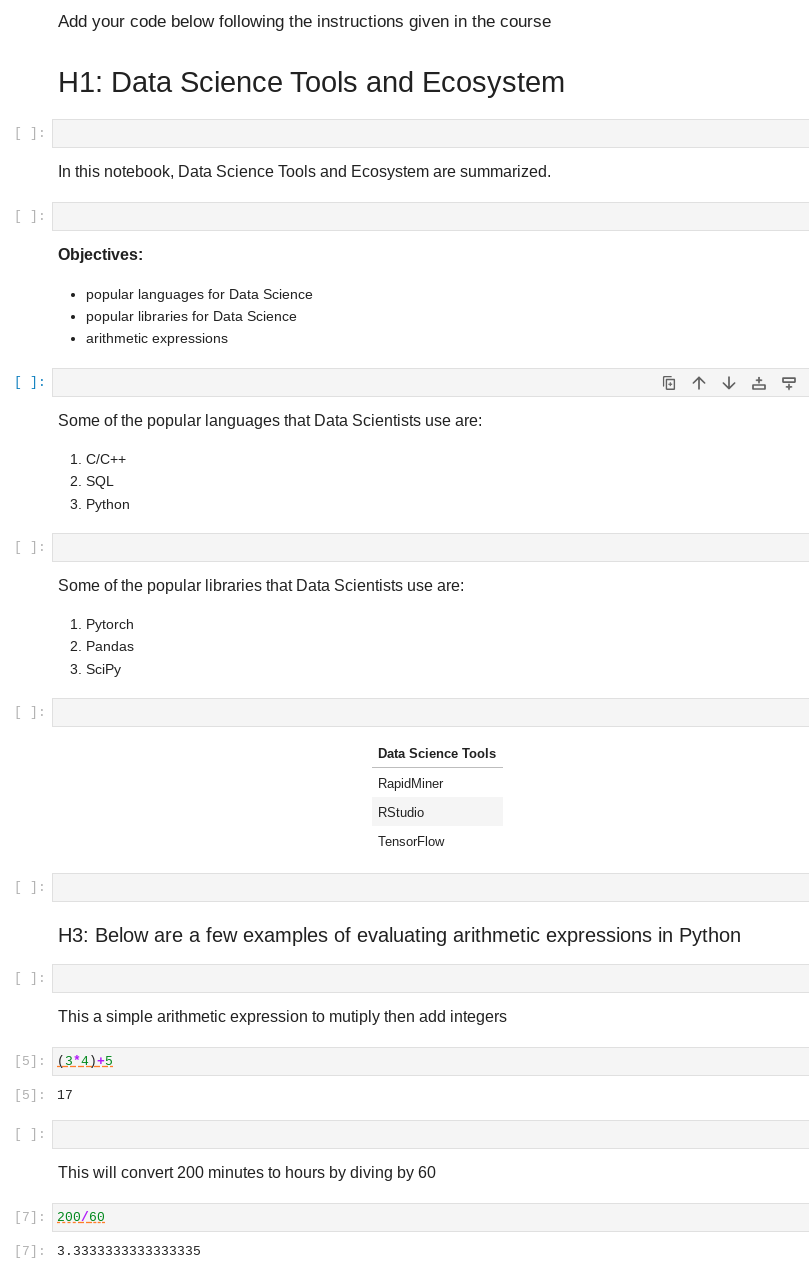 Add your code below following the instructions given in the course
H1: Data Science Tools and Ecosystem
[ ]:
In this notebook, Data Science Tools and Ecosystem are summarized.
[ ]:
Objectives:
• popular languages for Data Science
• popular libraries for Data Science
• arithmetic expressions
[ ]:
Some of the popular languages that Data Scientists use are:
1. C/C++
2. SQL
3. Python
[ ]:
Some of the popular libraries that Data Scientists use are:
1. Pytorch
2. Pandas
3. SciPy
[ ]:
Data Science Tools
RapidMiner
RStudio
TensorFlow
[ ]:
H3: Below are a few examples of evaluating arithmetic expressions in Python
[ ]:
This a simple arithmetic expression to mutiply then add integers
[5]: (3*4)+5
[5]: 17
[ ]:
This will convert 200 minutes to hours by diving by 60
[7]: 200/60
[7]: 3.3333333333333335